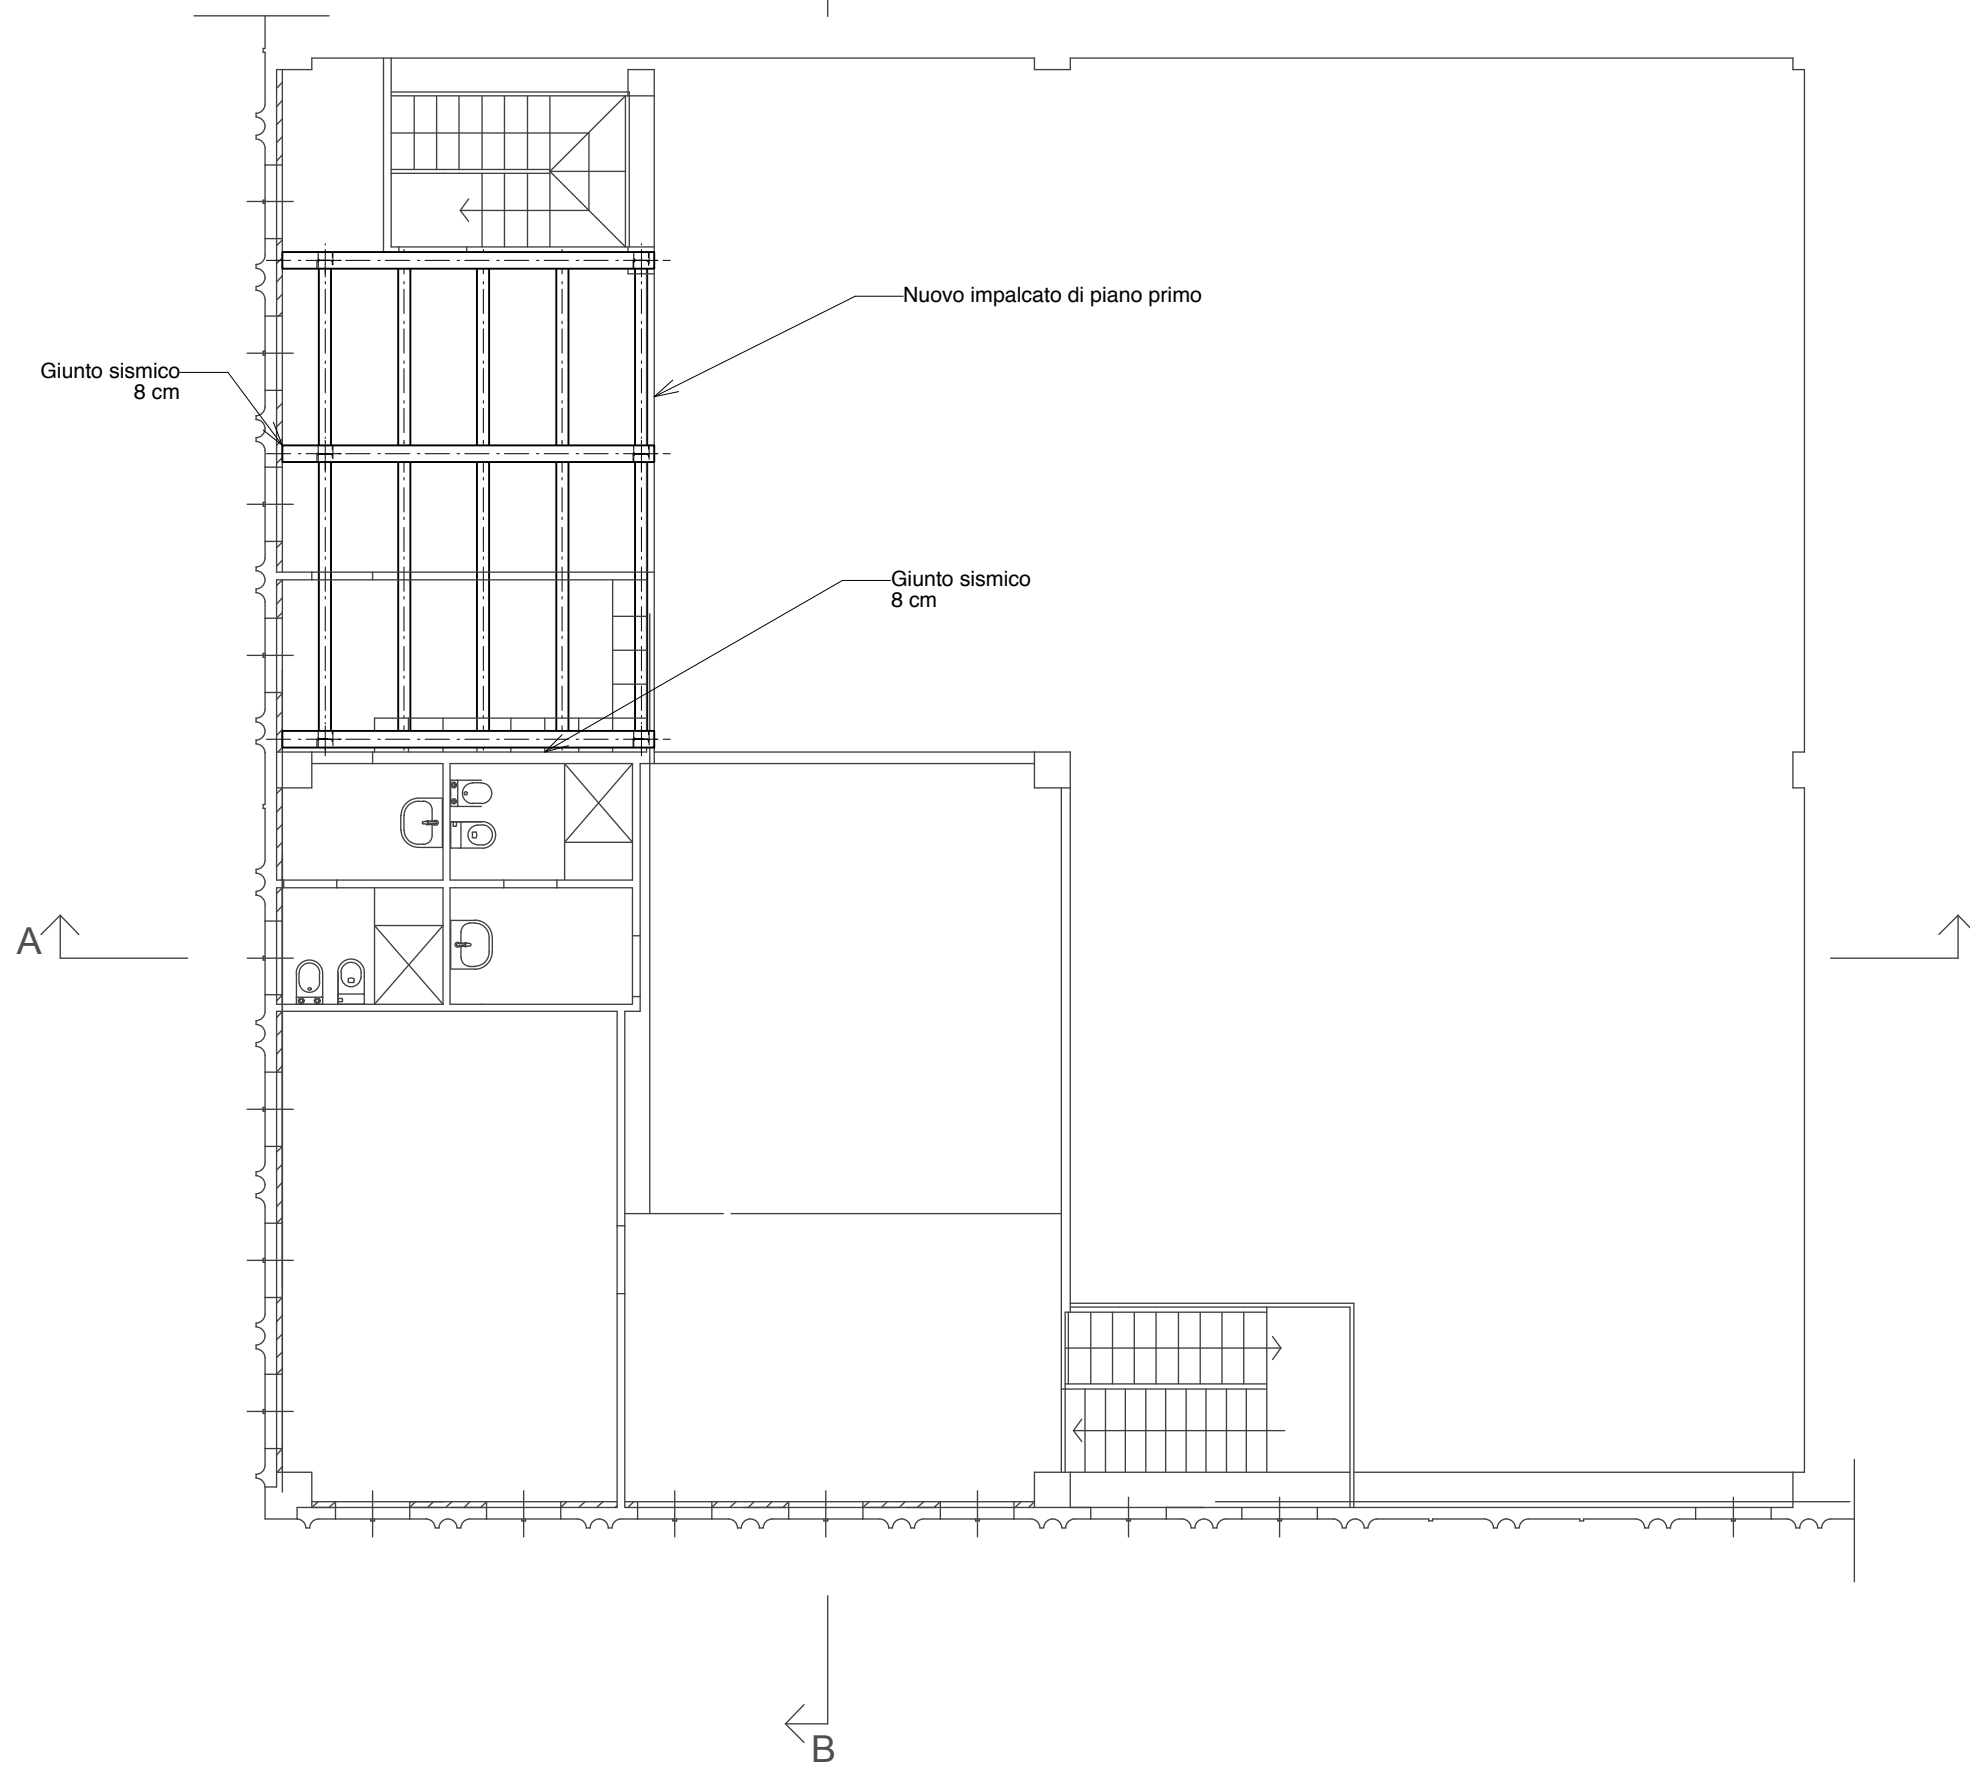 Nuovo impalcato di piano primo
Giunto sismico
8 cm
Giunto sismico
8 cm
A
B